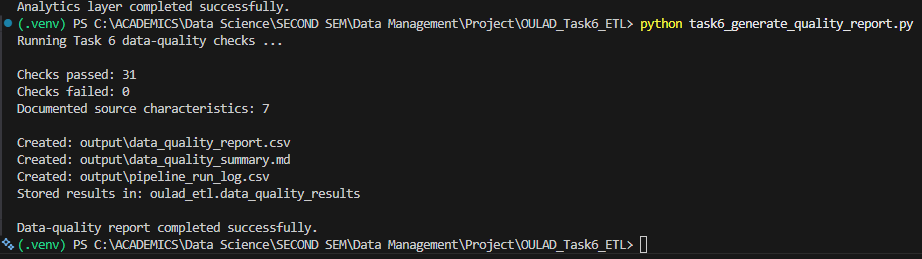 Analytics layer completed successfully.
(.venv) PS C:\ACADEMICS\Data Science\SECOND SEM\Data Management\Project\OULAD_Task6_ETL> python task6_generate_quality_report.py
Running Task 6 data-quality checks ...
Checks passed: 31
Checks failed: 0
Documented source characteristics: 7
Created: output\data_quality_report.csv
Created: output\data_quality_summary.md
Created: output\pipeline_run_log.csv
Stored results in: oulad_etl.data_quality_results
Data-quality report completed successfully.
(.venv) PS C:\ACADEMICS\Data Science\SECOND SEM\Data Management\Project\OULAD_Task6_ETL>